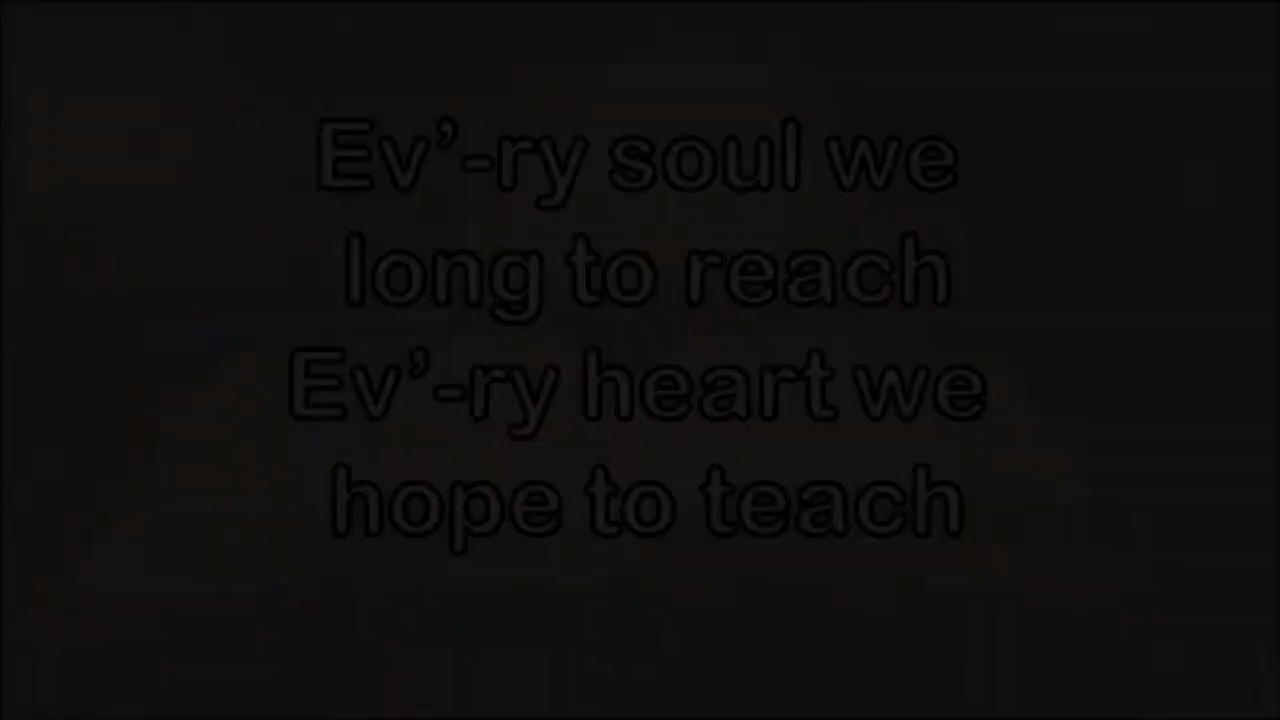 Ev’-ry soul we
long to reach
Ev’-ry heart we
hope to teach